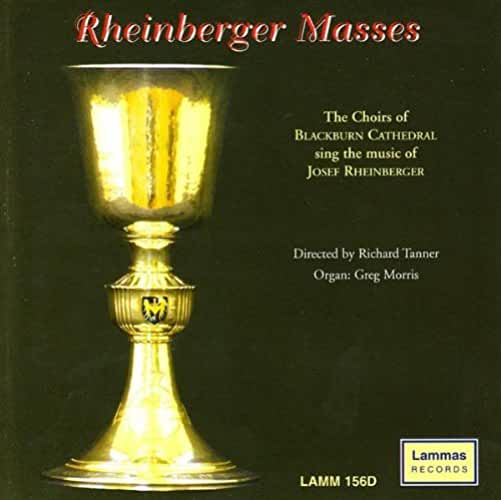 Rheinberger Masses
The Choirs of
BLACKBURN CATHEDRAL
sing the music of
JOSEF RHEINBERGER
Directed by Richard Tanner
Organ: Greg Morris
Lammas
RECORDS
LAMM 156D